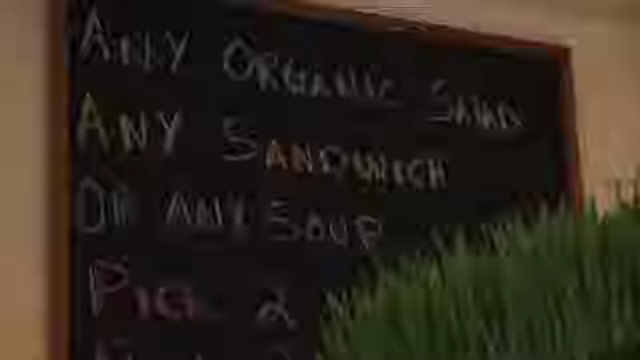 ANY ORGANIC SALAD
ANY SANDWICH
OR ANY SOUP
PICK 2